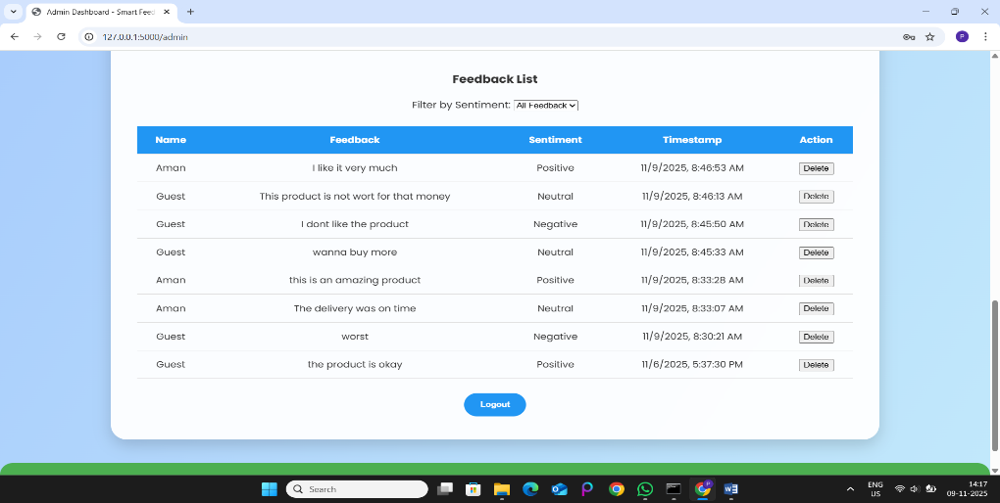 Admin Dashboard - Smart Feed
127.0.0.1:5000/admin
P
Feedback List
Filter by Sentiment: All Feedback
Name Feedback Sentiment Timestamp Action
Aman I like it very much Positive 11/9/2025, 8:46:53 AM Delete
Guest This product is not wort for that money Neutral 11/9/2025, 8:46:13 AM Delete
Guest I dont like the product Negative 11/9/2025, 8:45:50 AM Delete
Guest wanna buy more Neutral 11/9/2025, 8:45:33 AM Delete
Aman this is an amazing product Positive 11/9/2025, 8:33:28 AM Delete
Aman The delivery was on time Neutral 11/9/2025, 8:33:07 AM Delete
Guest worst Negative 11/9/2025, 8:30:21 AM Delete
Guest the product is okay Positive 11/6/2025, 5:37:30 PM Delete
Logout
Search
ENG
US
14:17
09-11-2025